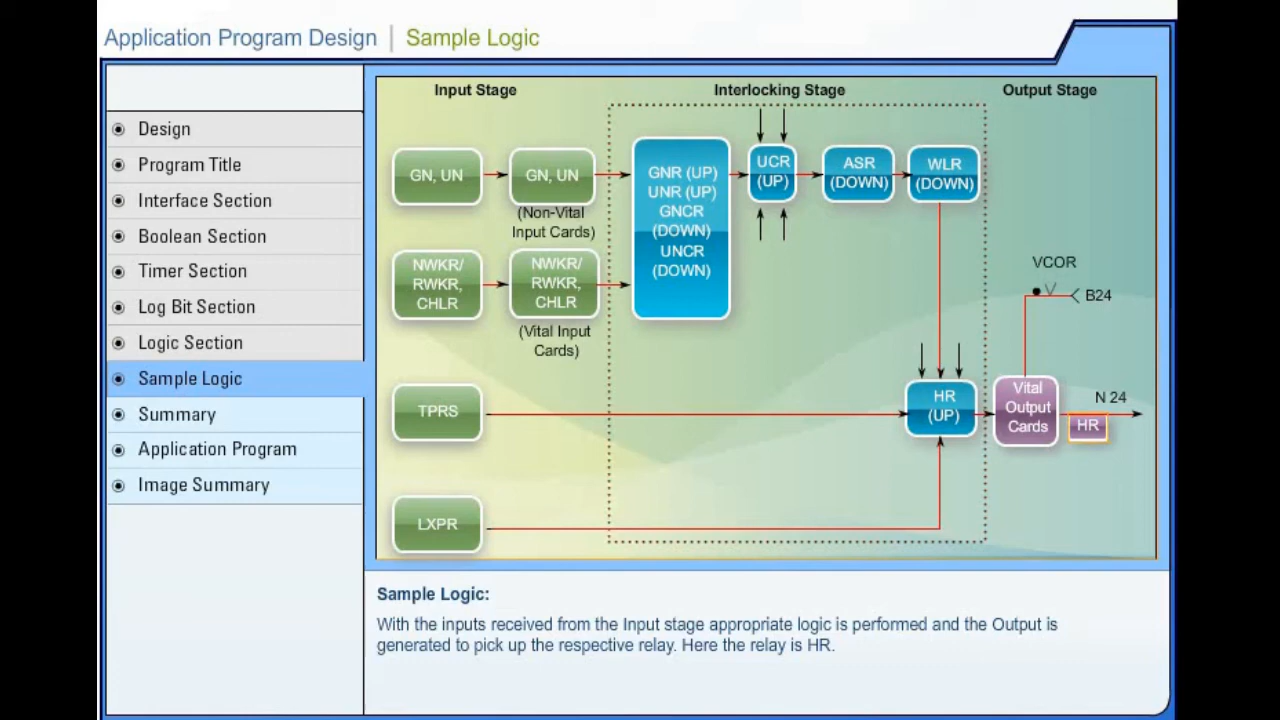 Application Program Design | Sample Logic
Design
Program Title
Interface Section
Boolean Section
Timer Section
Log Bit Section
Logic Section
Sample Logic
Summary
Application Program
Image Summary
Input Stage
Interlocking Stage
Output Stage
GN, UN
GN, UN
(Non-Vital
Input Cards)
GNR (UP)
UNR (UP)
GNCR
(DOWN)
UNCR
(DOWN)
UCR
(UP)
ASR
(DOWN)
WLR
(DOWN)
NWKR/
RWKR,
CHLR
NWKR/
RWKR,
CHLR
(Vital Input
Cards)
VCOR
V
B24
TPRS
HR
(UP)
Vital
Output
Cards
N 24
HR
LXPR
Sample Logic:
With the inputs received from the Input stage appropriate logic is performed and the Output is
generated to pick up the respective relay. Here the relay is HR.